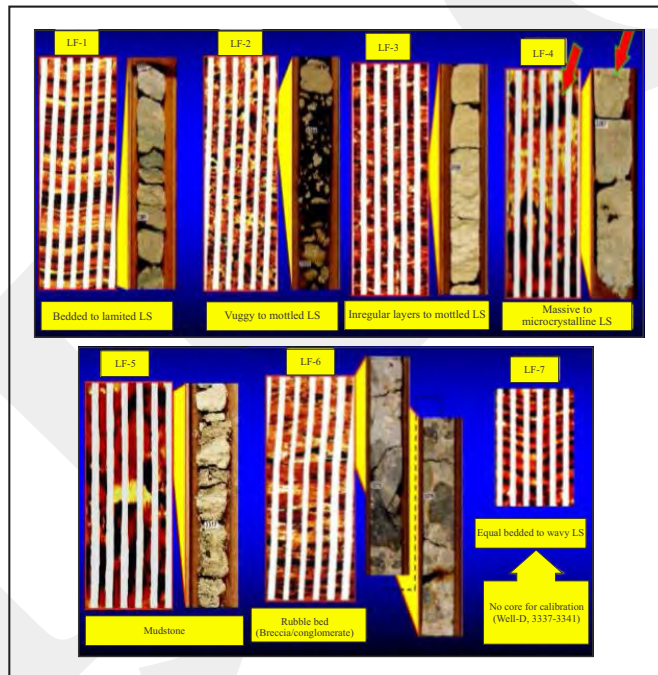 LF-1
LF-2
LF-3
LF-4
Bedded to lamited LS
Vuggy to mottled LS
Inregular layers to mottled LS
Massive to
microcrystalline LS
LF-5
LF-6
LF-7
Equal bedded to wavy LS
Mudstone
Rubble bed
(Breccia/conglomerate)
No core for calibration
(Well-D, 3337-3341)